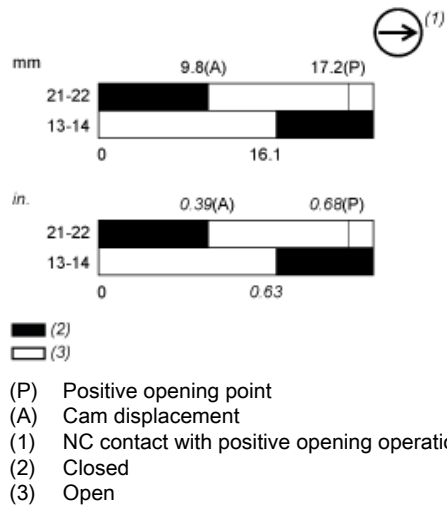 (1)
mm 9.8(A) 17.2(P)
21-22
13-14
0 16.1
in. 0.39(A) 0.68(P)
21-22
13-14
0 0.63
(2)
(3)
(P) Positive opening point
(A) Cam displacement
(1) NC contact with positive opening
(2) Closed
(3) Open